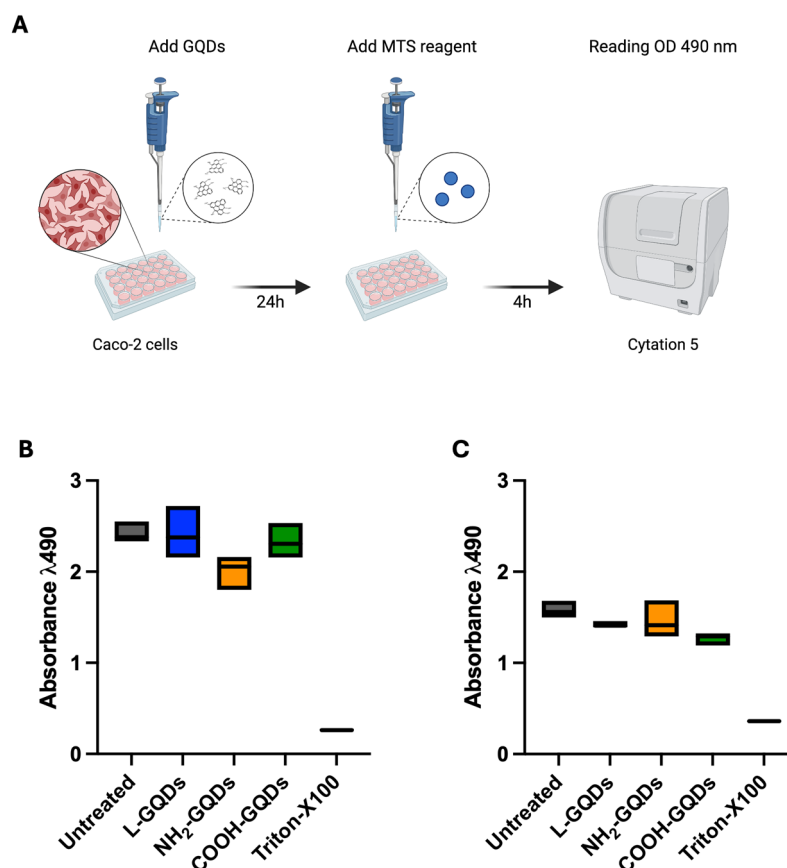 A
Add GQDs
Add MTS reagent
Reading OD 490 nm
24h
4h
Caco-2 cells
Cytation 5
B
Absorbance λ490
3
2
1
0
Untreated
L-GQDs
NH₂-GQDs
COOH-GQDs
Triton-X100
C
Absorbance λ490
3
2
1
0
Untreated
L-GQDs
NH₂-GQDs
COOH-GQDs
Triton-X100